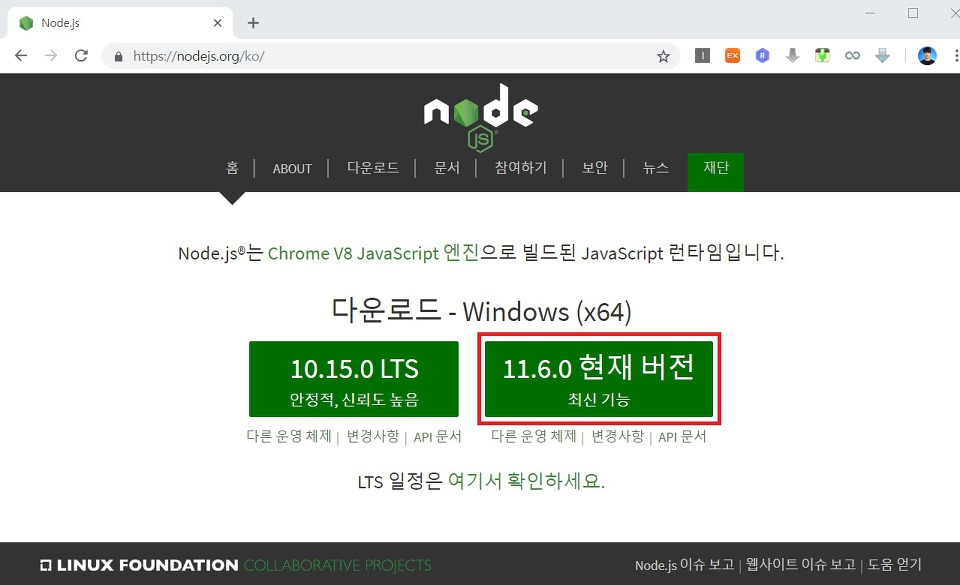 Node.js
https://nodejs.org/ko/
EX
R
node
JS
홈 | ABOUT | 다운로드 | 문서 | 참여하기 | 보안 | 뉴스 재단
Node.js®는 Chrome V8 JavaScript 엔진으로 빌드된 JavaScript 런타임입니다.
다운로드 - Windows (x64)
10.15.0 LTS
안정적, 신뢰도 높음
11.6.0 현재 버전
최신 기능
다른 운영 체제 | 변경사항 | API 문서
다른 운영 체제 | 변경사항 | API 문서
LTS 일정은 여기서 확인하세요.
LINUX FOUNDATION COLLABORATIVE PROJECTS
Node.js 이슈 보고 | 웹사이트 이슈 보고 | 도움 얻기